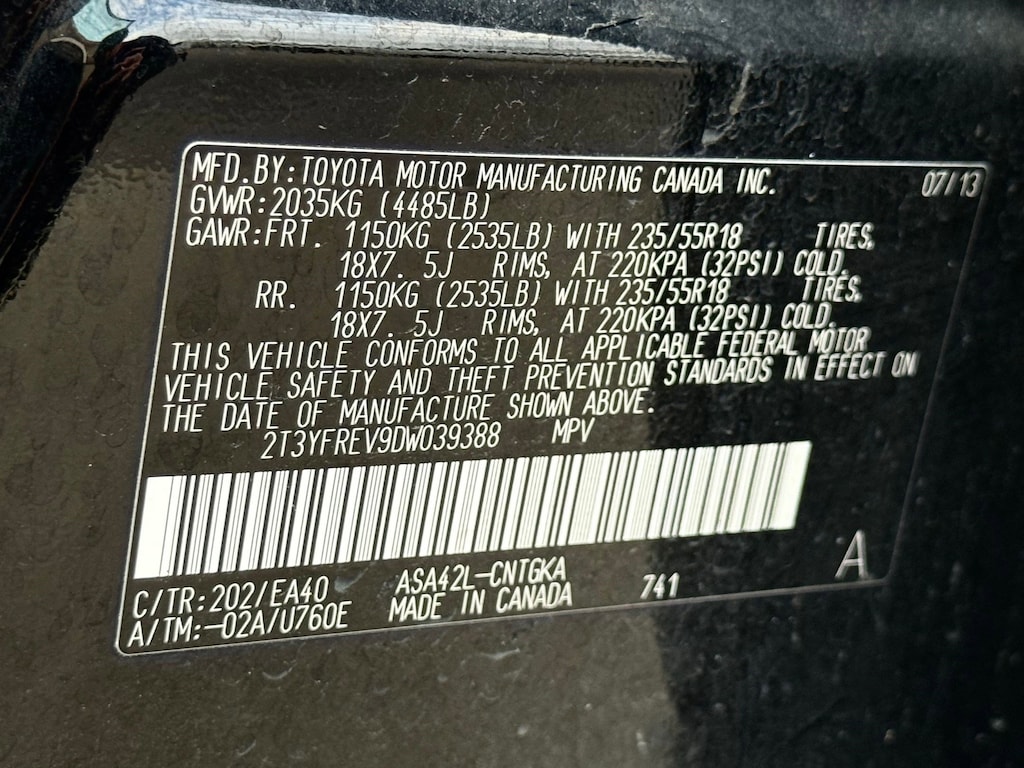 MFD.BY:TOYOTA MOTOR MANUFACTURING CANADA INC. 07/13
GVWR:2035KG (4485LB)
GAWR:FRT. 1150KG (2535LB) WITH 235/55R18 TIRES,
18X7. 5J RIMS, AT 220KPA (32PSI) COLD.
RR. 1150KG (2535LB) WITH 235/55R18 TIRES,
18X7. 5J RIMS, AT 220KPA (32PSI) COLD.
THIS VEHICLE CONFORMS TO ALL APPLICABLE FEDERAL MOTOR
VEHICLE SAFETY AND THEFT PREVENTION STANDARDS IN EFFECT ON
THE DATE OF MANUFACTURE SHOWN ABOVE.
2T3YFREV9DW039388 MPV
C/TR:202/EA40 ASA42L-CNTGKA
A/TM:-02A/U760E MADE IN CANADA 741 A